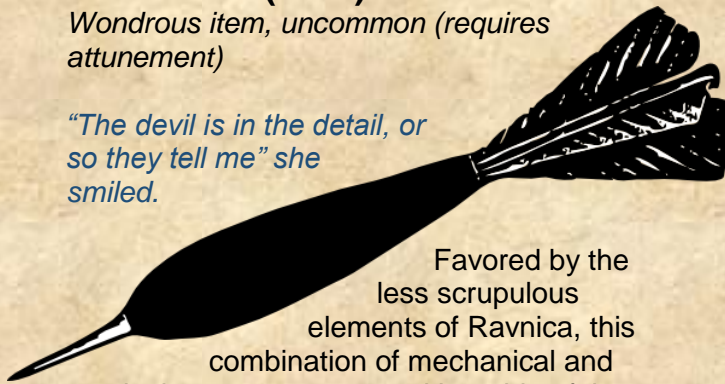 Wondrous item, uncommon (requires
attunement)
“The devil is in the detail, or
so they tell me” she
smiled.
Favored by the
less scrupulous
elements of Ravnica, this
combination of mechanical and